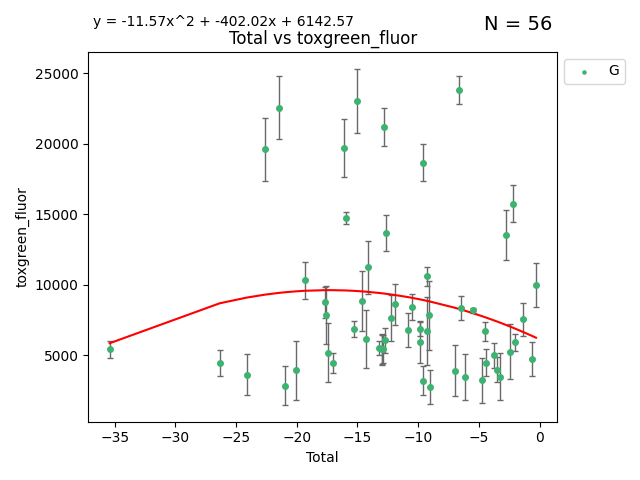 y = -11.57x^2 + -402.02x + 6142.57
N = 56
Total vs toxgreen_fluor
G
25000
20000
15000
10000
5000
toxgreen_fluor
−35 −30 −25 −20 −15 −10 −5 0
Total